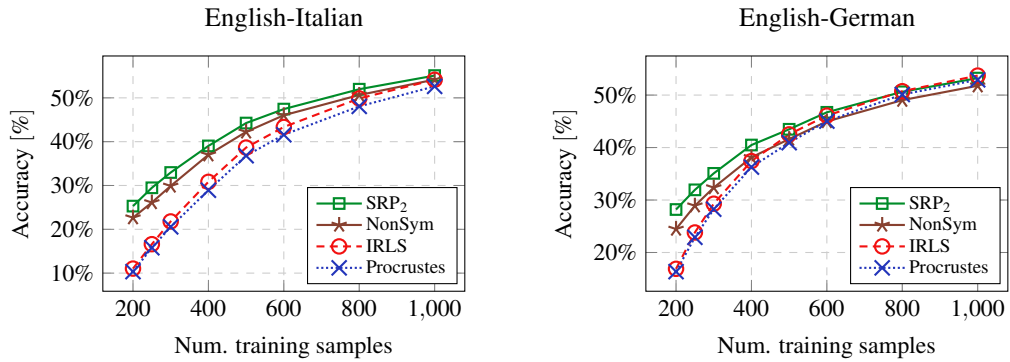 English-Italian
Accuracy [%]
50%
40%
30%
20%
10%
200 400 600 800 1,000
Num. training samples
SRP₂
NonSym
IRLS
Procrustes
English-German
Accuracy [%]
50%
40%
30%
20%
200 400 600 800 1,000
Num. training samples
SRP₂
NonSym
IRLS
Procrustes